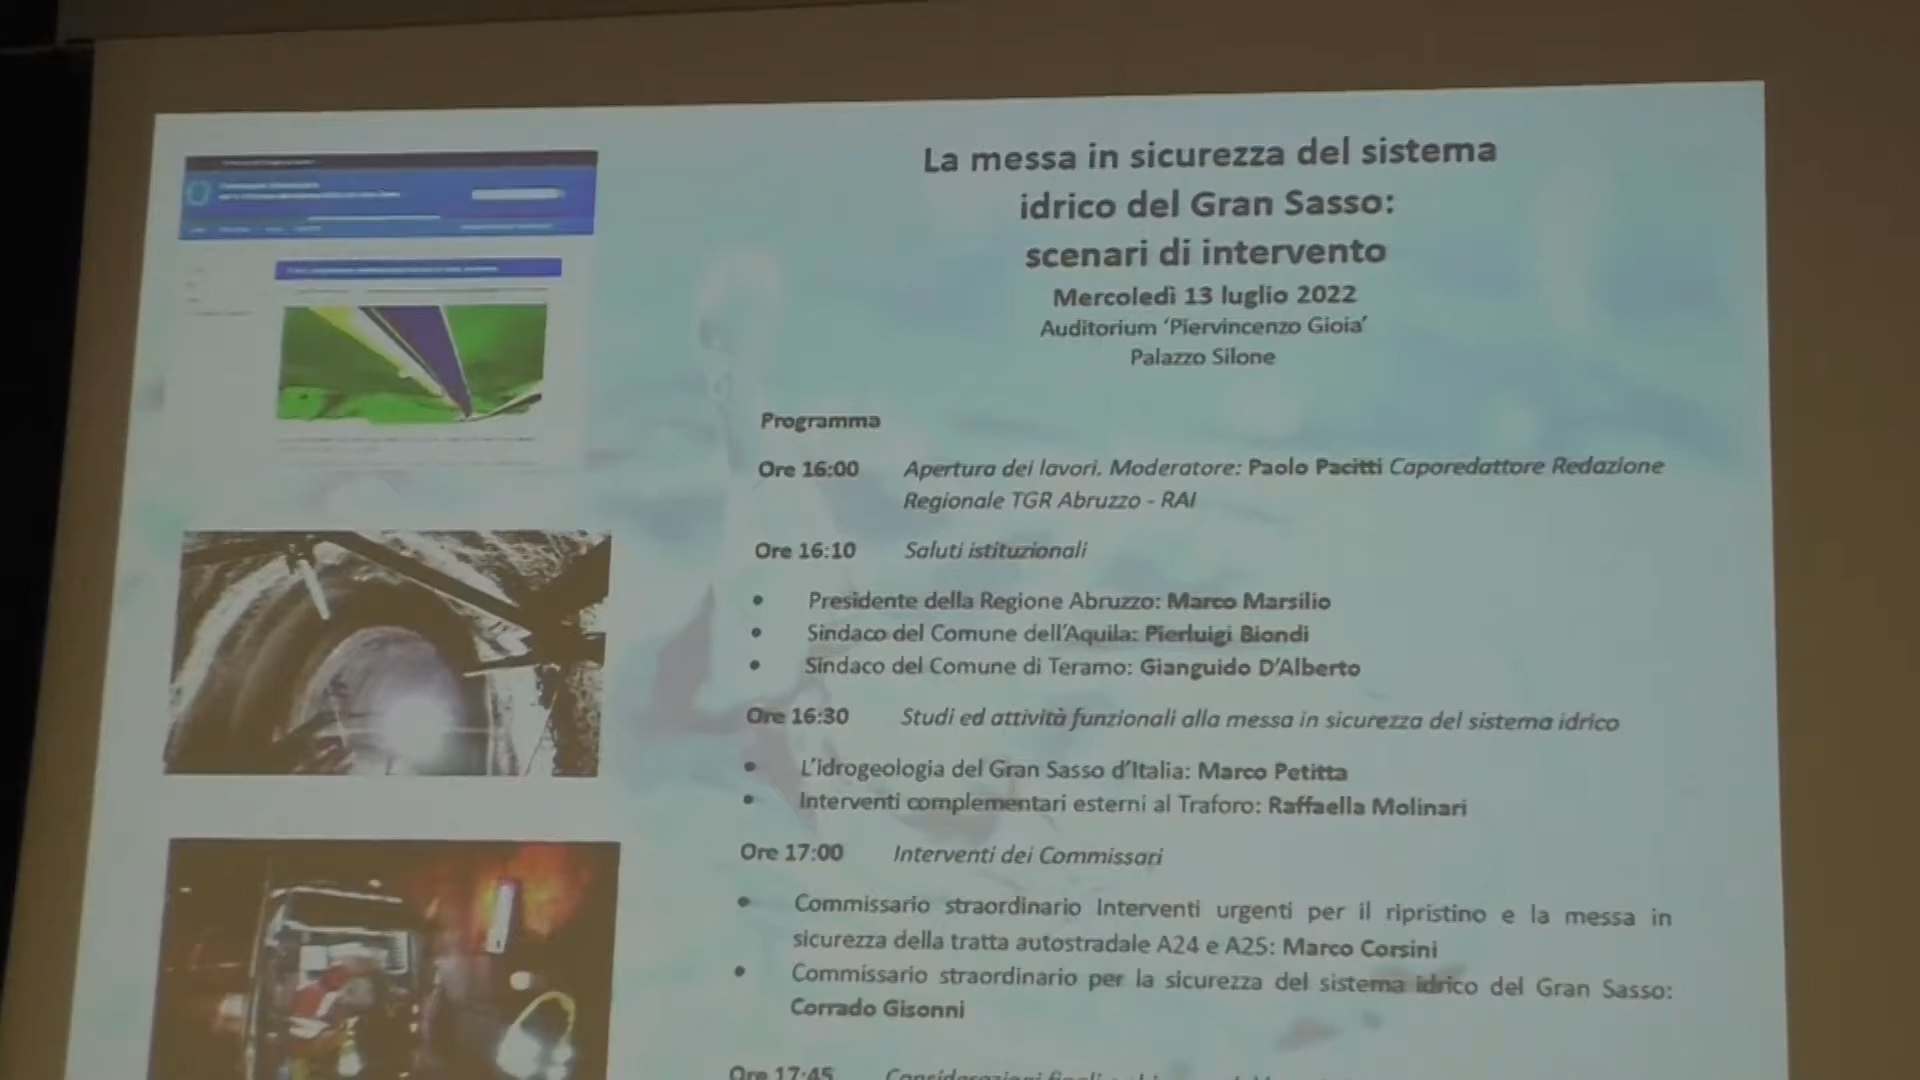 La messa in sicurezza del sistema
idrico del Gran Sasso:
scenari di intervento
Mercoledì 13 luglio 2022
Auditorium ‘Piervincenzo Gioia’
Palazzo Silone
Programma
Ore 16:00 Apertura dei lavori. Moderatore: Paolo Pacitti Caporedattore Redazione
Regionale TGR Abruzzo - RAI
Ore 16:10 Saluti istituzionali
• Presidente della Regione Abruzzo: Marco Marsilio
• Sindaco del Comune dell’Aquila: Pierluigi Biondi
• Sindaco del Comune di Teramo: Gianguido D’Alberto
Ore 16:30 Studi ed attività funzionali alla messa in sicurezza del sistema idrico
• L’idrogeologia del Gran Sasso d’Italia: Marco Petitta
• Interventi complementari esterni al Traforo: Raffaella Molinari
Ore 17:00 Interventi dei Commissari
• Commissario straordinario Interventi urgenti per il ripristino e la messa in
sicurezza della tratta autostradale A24 e A25: Marco Corsini
• Commissario straordinario per la sicurezza del sistema idrico del Gran Sasso:
Corrado Gisonni
Ore 17:45 Considerazioni finali